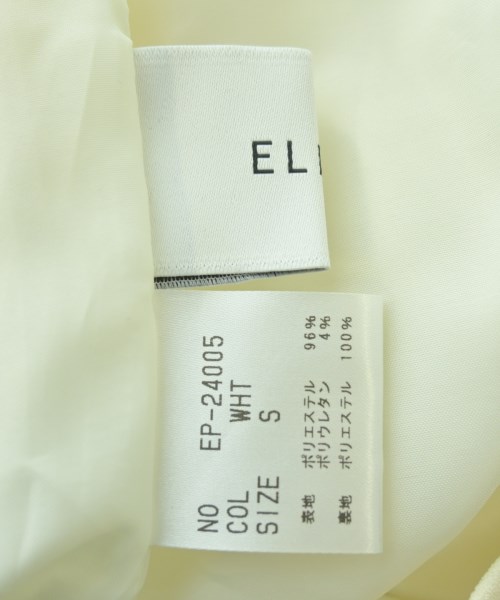 EL
NO EP-24005
COL WHT
SIZE S
表地 ポリエステル 96%
ポリウレタン 4%
裏地 ポリエステル 100%